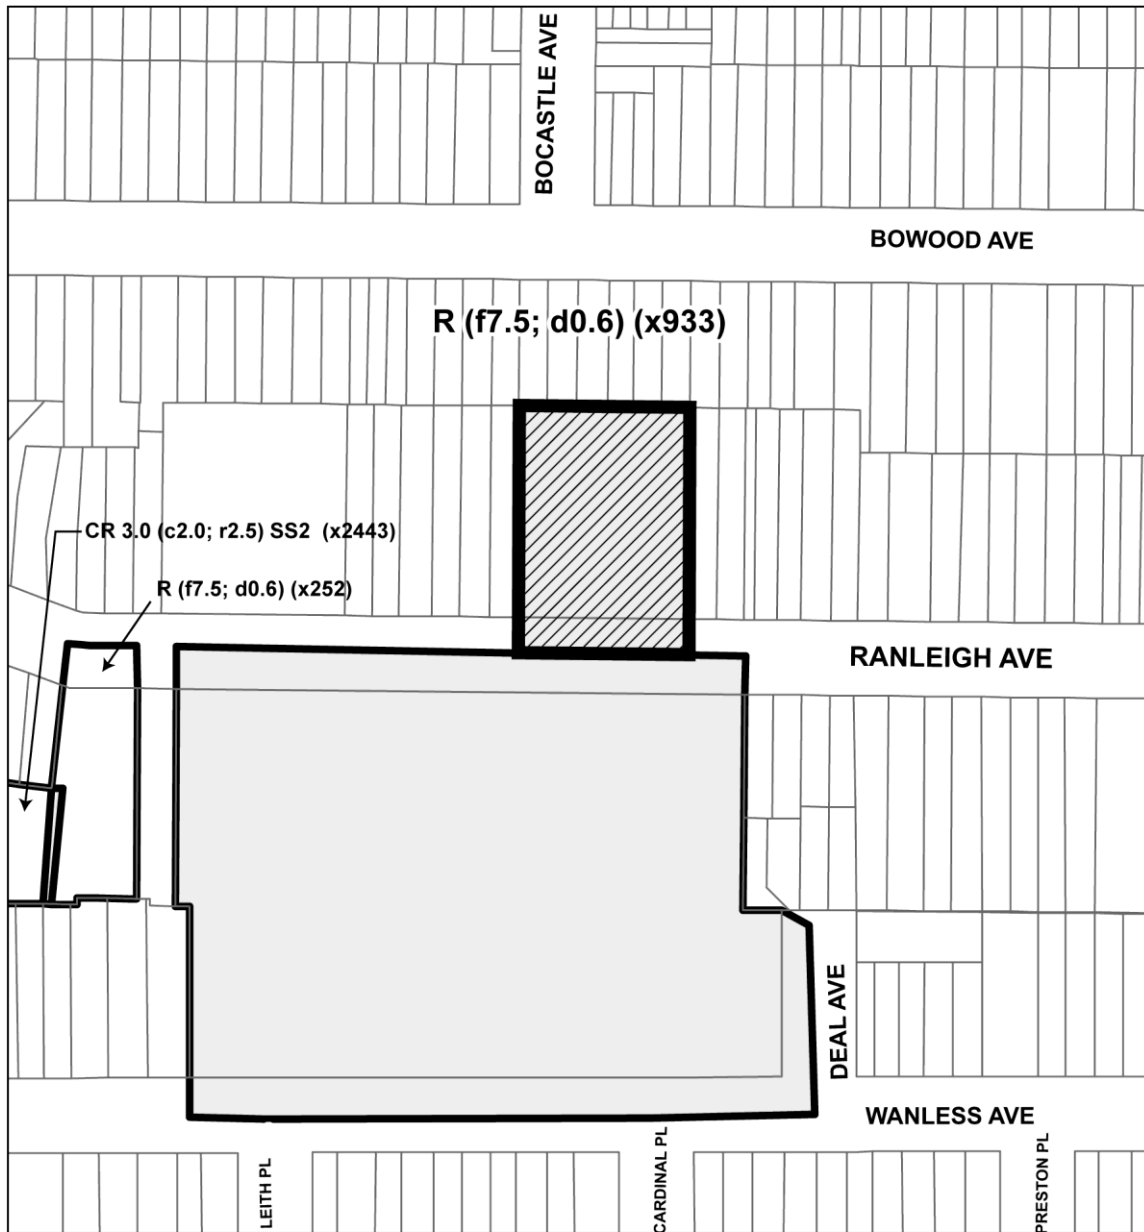 BOCASTLE AVE
BOWOOD AVE
R (f7.5; d0.6) (x933)
CR 3.0 (c2.0; r2.5) SS2 (x2443)
R (f7.5; d0.6) (x252)
RANLEIGH AVE
DEAL AVE
WANLESS AVE
LEITH PL
CARDINAL PL
PRESTON PL